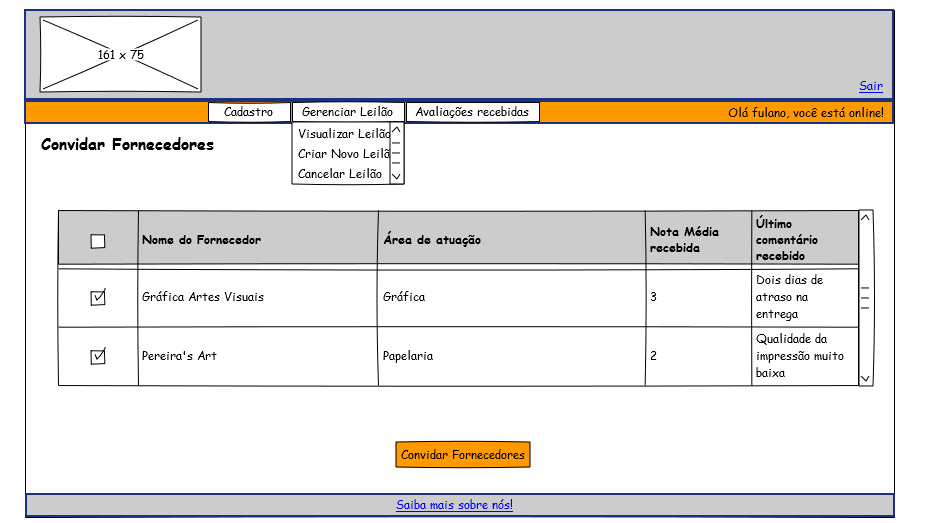 161 x 75
Sair
Cadastro
Gerenciar Leilão
Avaliações recebidas
Olá fulano, você está online!
Visualizar Leilão
Criar Novo Leilã
Cancelar Leilão
Convidar Fornecedores
Nome do Fornecedor
Área de atuação
Nota Média
recebida
Último
comentário
recebido
Gráfica Artes Visuais
Gráfica
3
Dois dias de
atraso na
entrega
Pereira's Art
Papelaria
2
Qualidade da
impressão muito
baixa
Convidar Fornecedores
Saiba mais sobre nós!